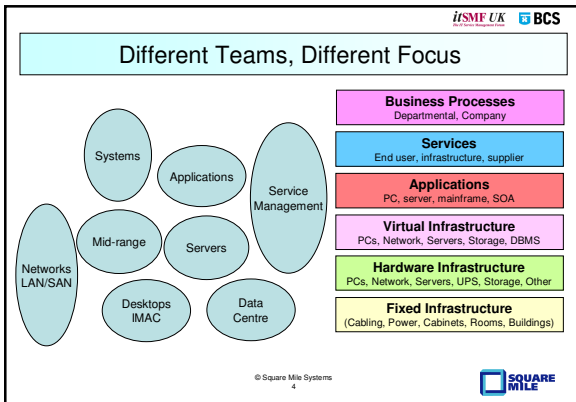 itSMF UK
The IT Service Management Forum
BCS
Different Teams, Different Focus
Systems
Applications
Service
Management
Mid-range
Servers
Networks
LAN/SAN
Desktops
IMAC
Data
Centre
Business Processes
Departmental, Company
Services
End user, infrastructure, supplier
Applications
PC, server, mainframe, SOA
Virtual Infrastructure
PCs, Network, Servers, Storage, DBMS
Hardware Infrastructure
PCs, Network, Servers, UPS, Storage, Other
Fixed Infrastructure
(Cabling, Power, Cabinets, Rooms, Buildings)
© Square Mile Systems
4
SQUARE
MILE